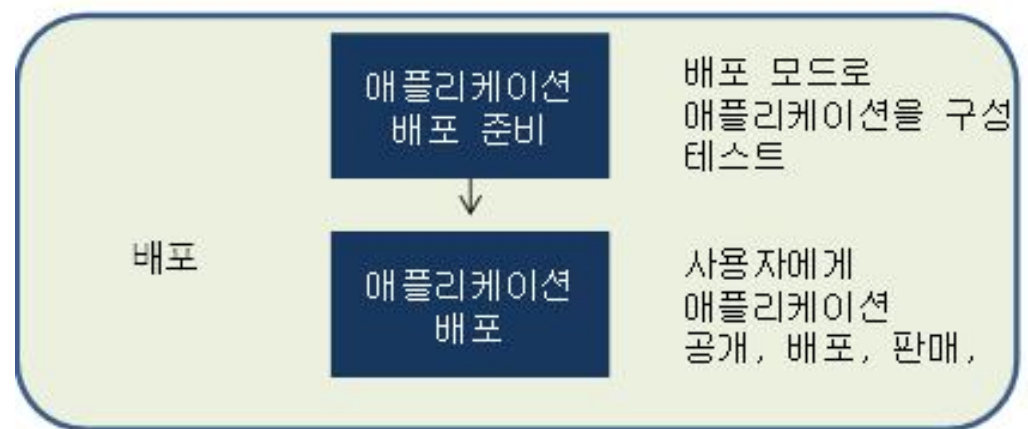 애플리케이션
배포 준비
배포 모드로
애플리케이션을 구성
테스트
배포
애플리케이션
배포
사용자에게
애플리케이션
공개, 배포, 판매,